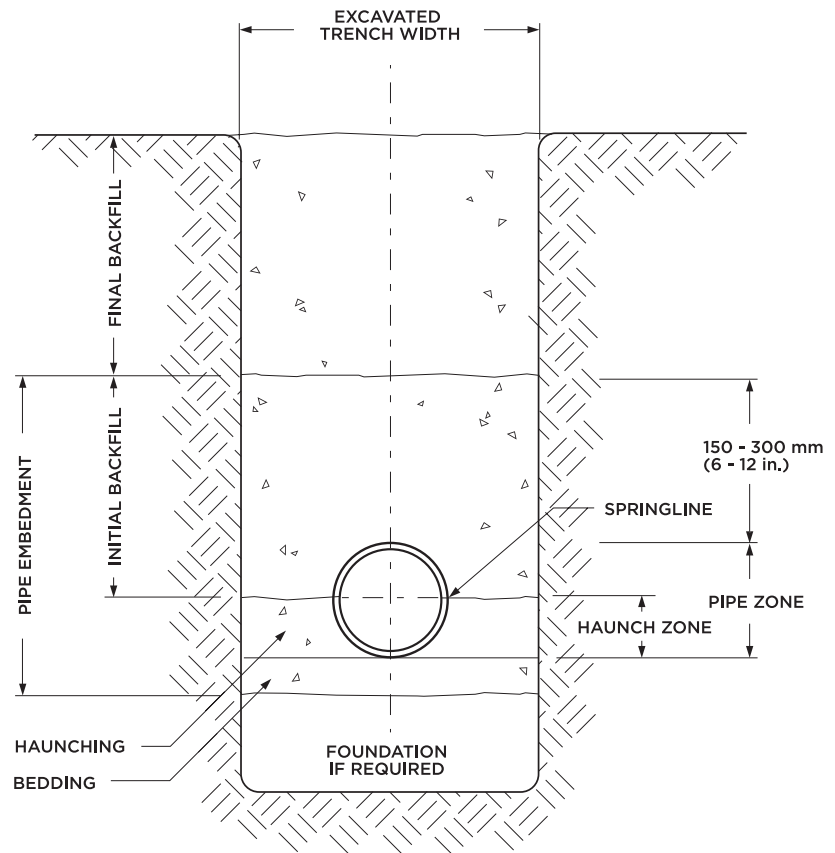 EXCAVATED
TRENCH WIDTH
FINAL BACKFILL
PIPE EMBEDMENT
INITIAL BACKFILL
150 - 300 mm
(6 - 12 in.)
SPRINGLINE
PIPE ZONE
HAUNCH ZONE
HAUNCHING
BEDDING
FOUNDATION
IF REQUIRED